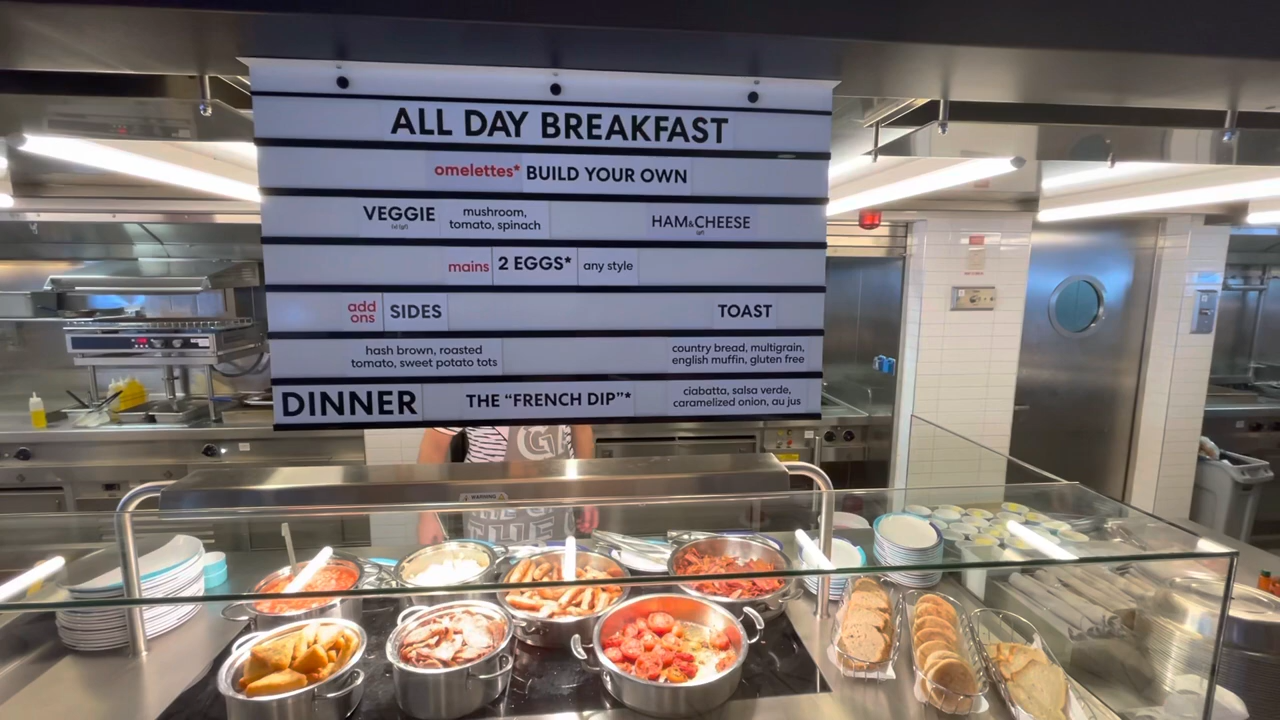 ALL DAY BREAKFAST
omelettes* BUILD YOUR OWN
VEGGIE mushroom, tomato, spinach HAM&CHEESE
mains 2 EGGS* any style
add ons SIDES TOAST
hash brown, roasted tomato, sweet potato tots country bread, multigrain, english muffin, gluten free
DINNER THE “FRENCH DIP”* ciabatta, salsa verde, caramelized onion, au jus
WARNING